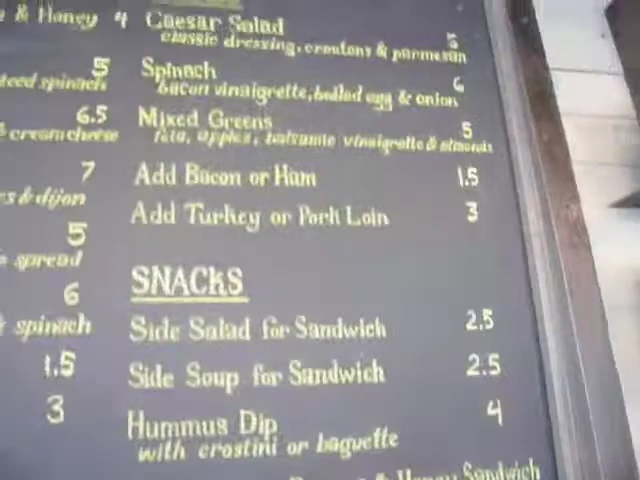 & Honey 4
5
spinach
6.5
& cream cheese
7
& dijon
5
spread
6
spinach
1.5
3
Caesar Salad 5
classic dressing, croutons & parmesan
Spinach 6
bacon vinaigrette, boiled egg & onion
Mixed Greens 5
feta, apples, balsamic vinaigrette & almonds
Add Bacon or Ham 1.5
Add Turkey or Pork Loin 3
SNACKS
Side Salad for Sandwich 2.5
Side Soup for Sandwich 2.5
Hummus Dip 4
with crostini or baguette
& Honey Sandwich